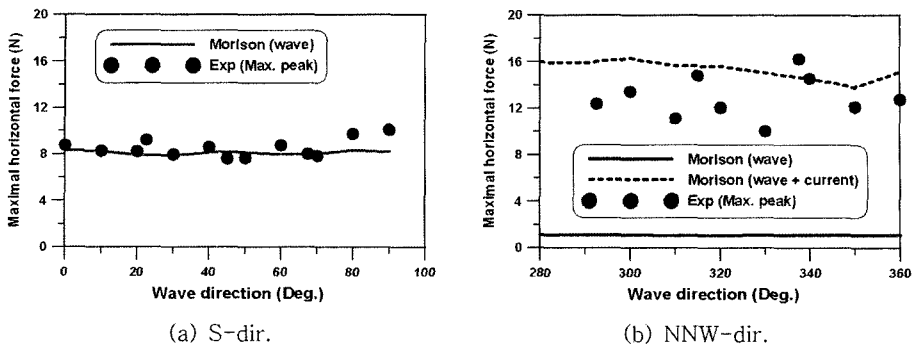 Maximal horizontal force (N)
20
16
12
8
4
0
Morison (wave)
Exp (Max. peak)
0 20 40 60 80 100
Wave direction (Deg.)
(a) S-dir.
Maximal horizontal force (N)
20
16
12
8
4
0
Morison (wave)
Morison (wave + current)
Exp (Max. peak)
280 300 320 340 360
Wave direction (Deg.)
(b) NNW-dir.